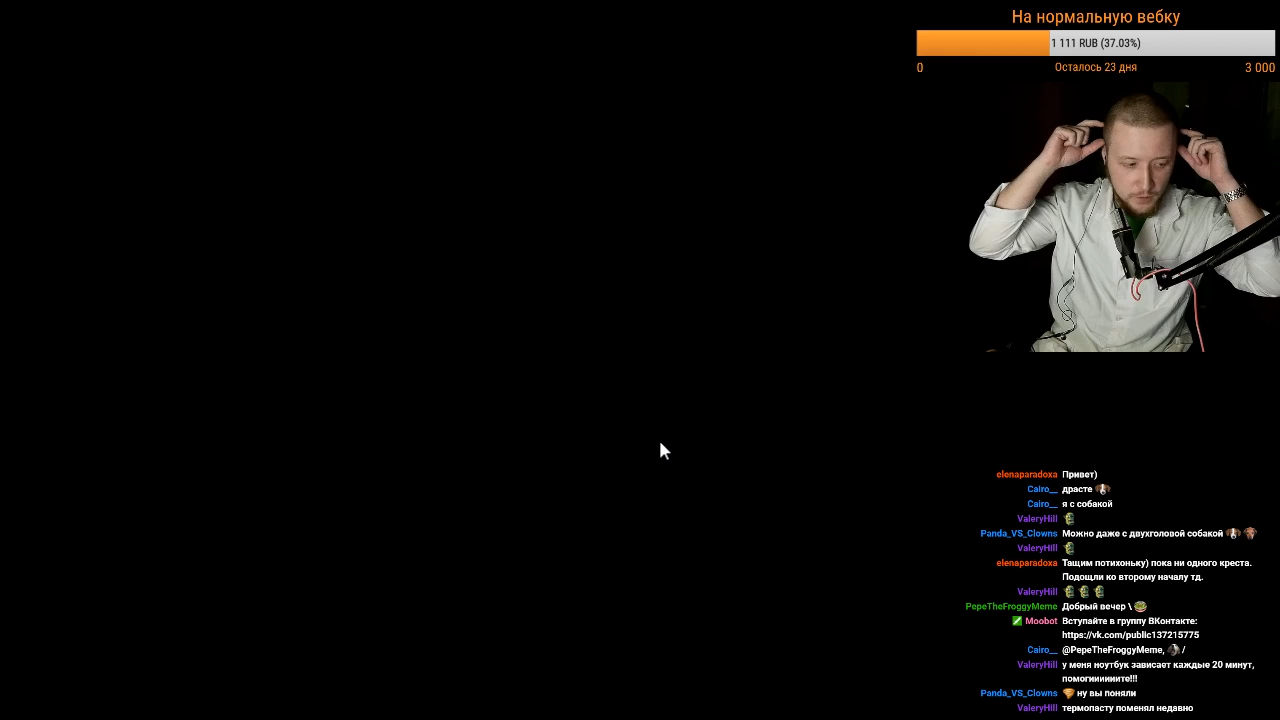 На нормальную вебку
1 111 RUB (37.03%)
0 Осталось 23 дня 3 000
elenaparadoxa Привет)
Cairo__ драсте
Cairo__ я с собакой
ValeryHill
Panda_VS_Clowns Можно даже с двухголовой собакой
ValeryHill
elenaparadoxa Тащим потихоньку) пока ни одного креста.
Подощли ко второму началу тд.
ValeryHill
PepeTheFroggyMeme Добрый вечер \
Moobot Вступайте в группу ВКонтакте:
https://vk.com/public137215775
Cairo__ @PepeTheFroggyMeme, /
ValeryHill у меня ноутбук зависает каждые 20 минут,
помогиииииите!!!
Panda_VS_Clowns ну вы поняли
ValeryHill термопасту поменял недавно